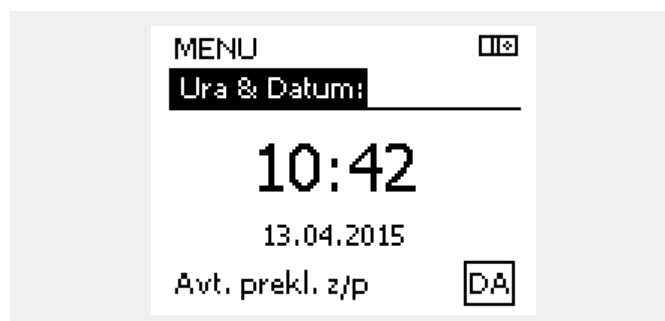 MENU
Ura & Datum:
10:42
13.04.2015
Avt. prekl. z/p DA